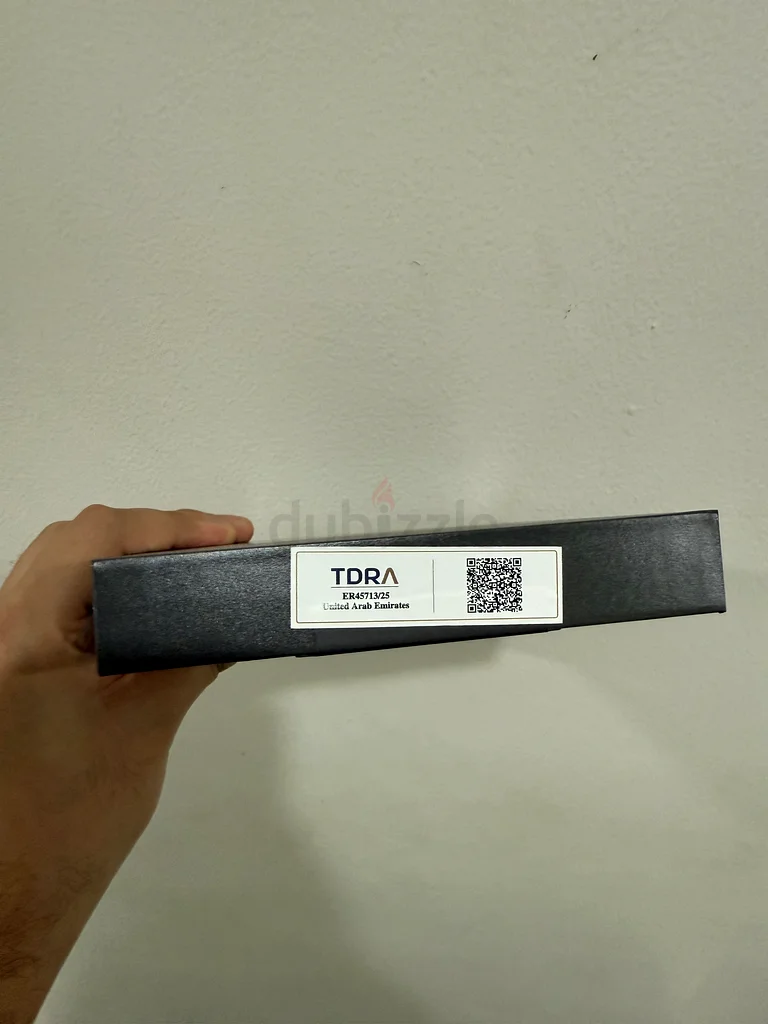 dubizzle
TDRA
ER45713/25
United Arab Emirates